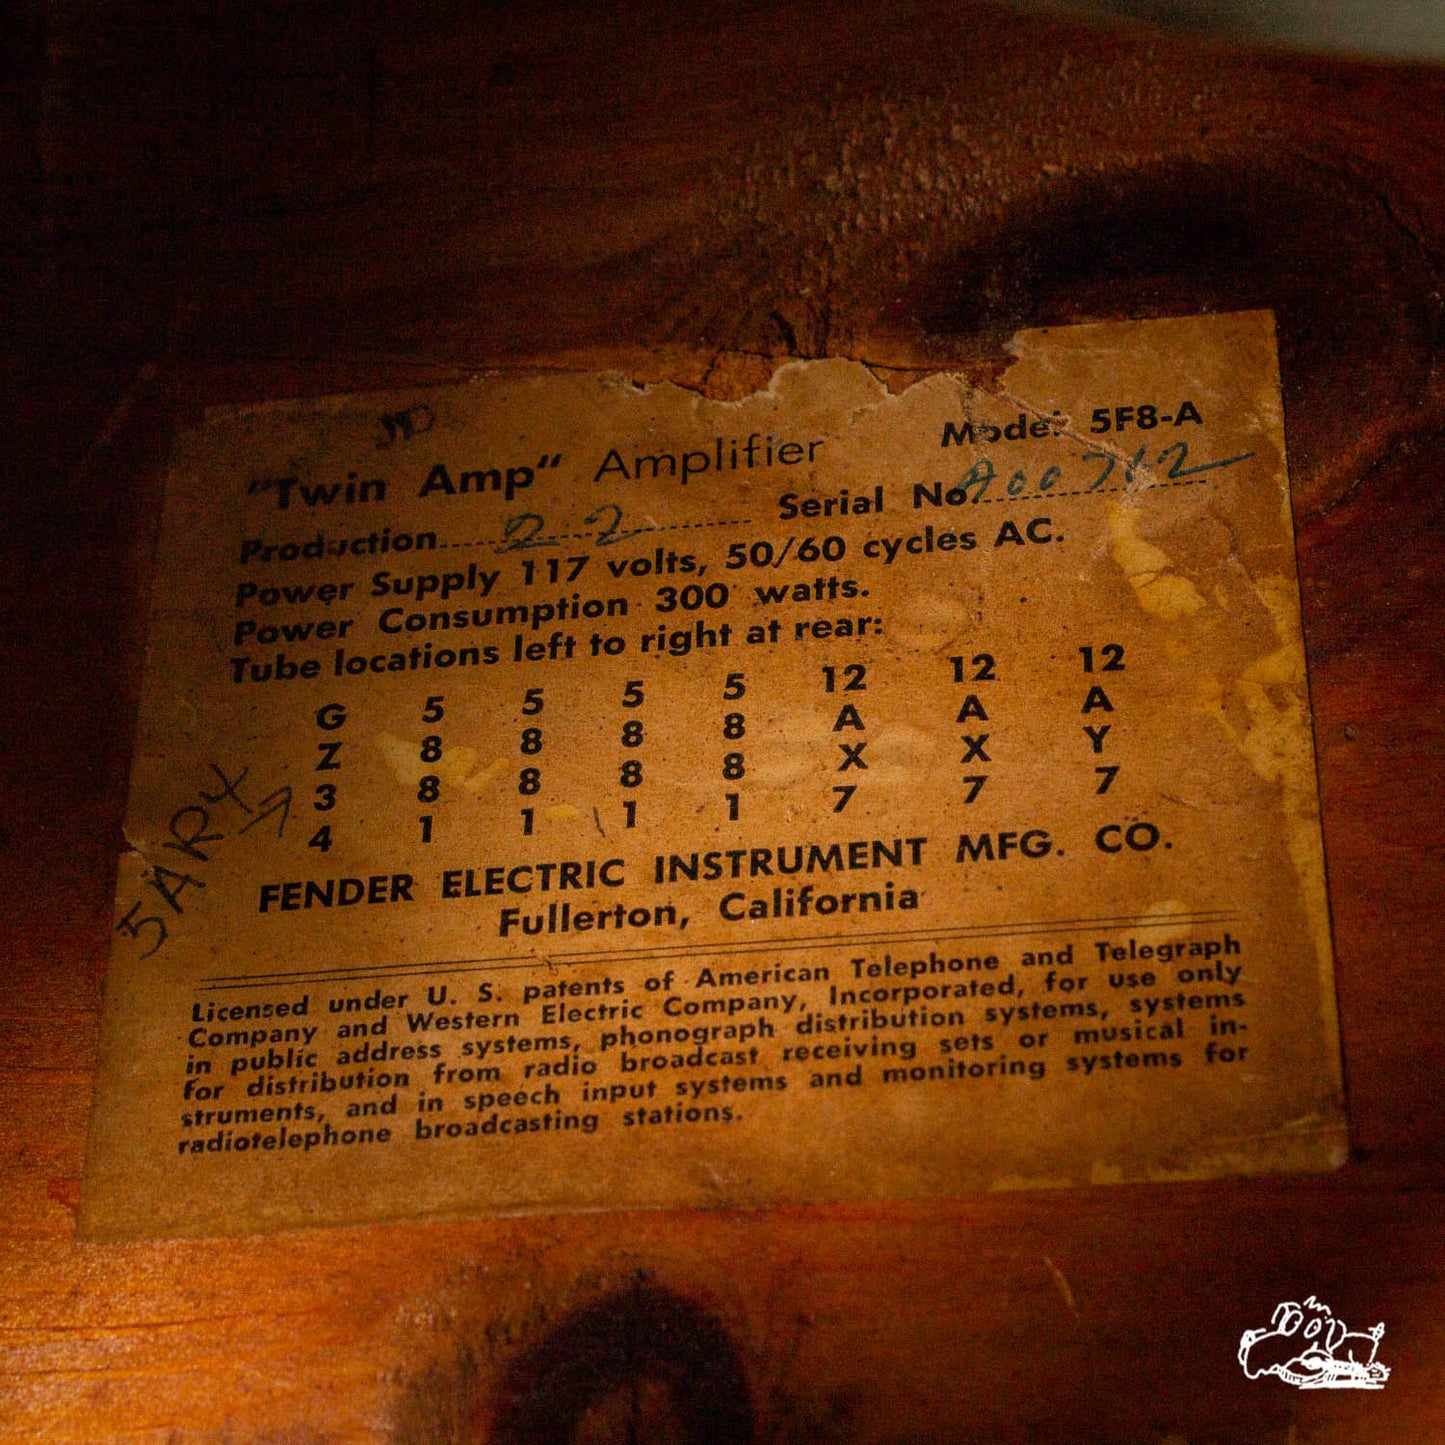 JD
"Twin Amp" Amplifier Model 5F8-A
Production 22 Serial No. A00712
Power Supply 117 volts, 50/60 cycles AC.
Power Consumption 300 watts.
Tube locations left to right at rear:
G 5 5 5 5 12 12 12
Z 8 8 8 8 A A A
3 8 8 8 8 X X Y
4 1 1 1 1 7 7 7
5AR4
FENDER ELECTRIC INSTRUMENT MFG. CO.
Fullerton, California
Licensed under U. S. patents of American Telephone and Telegraph
Company and Western Electric Company, Incorporated, for use only
in public address systems, phonograph distribution systems, systems
for distribution from radio broadcast receiving sets or musical in-
struments, and in speech input systems and monitoring systems for
radiotelephone broadcasting stations.